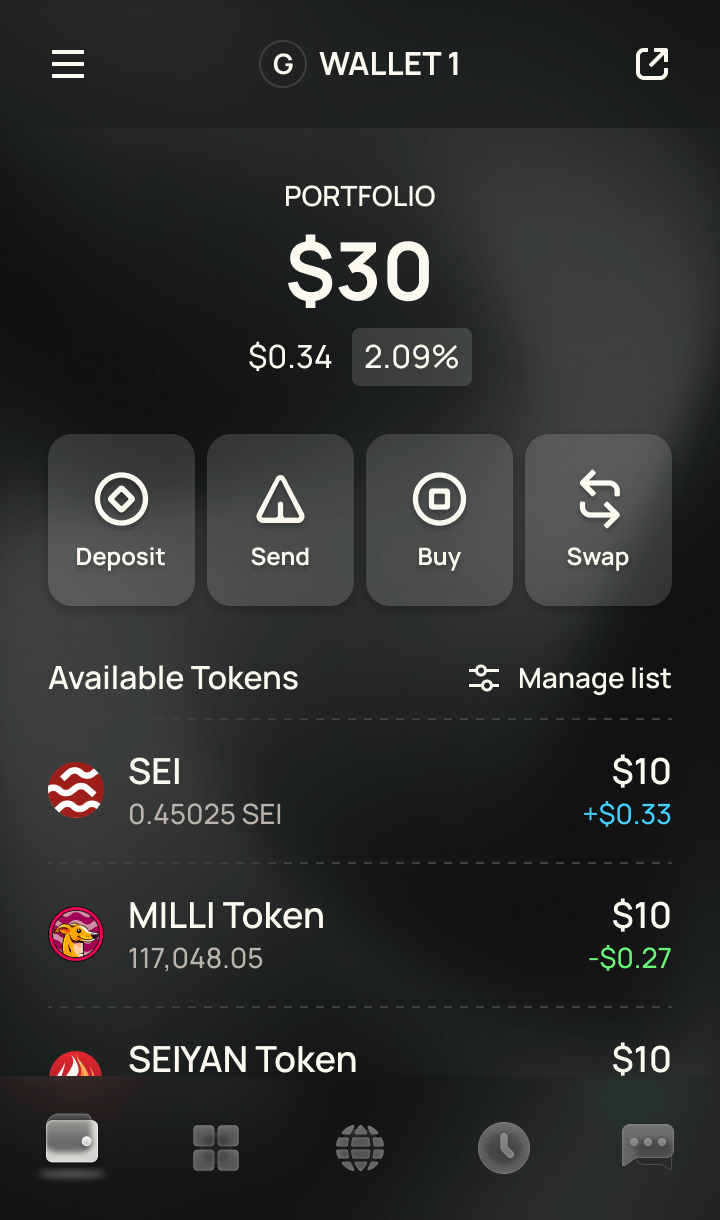 G WALLET 1
PORTFOLIO
$30
$0.34 2.09%
Deposit Send Buy Swap
Available Tokens Manage list
SEI $10
0.45025 SEI +$0.33
MILLI Token $10
117,048.05 -$0.27
SEIYAN Token $10